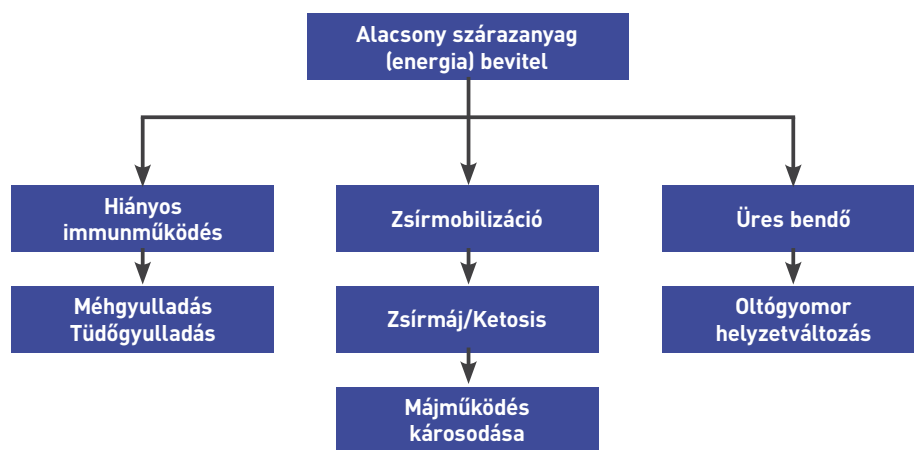 Alacsony szárazanyag
(energia) bevitel
Hiányos
immunműködés
Zsírmobilizáció
Üres bendő
Méhgyulladás
Tüdőgyulladás
Zsírmáj/Ketosis
Oltógyomor
helyzetváltozás
Májműködés
károsodása